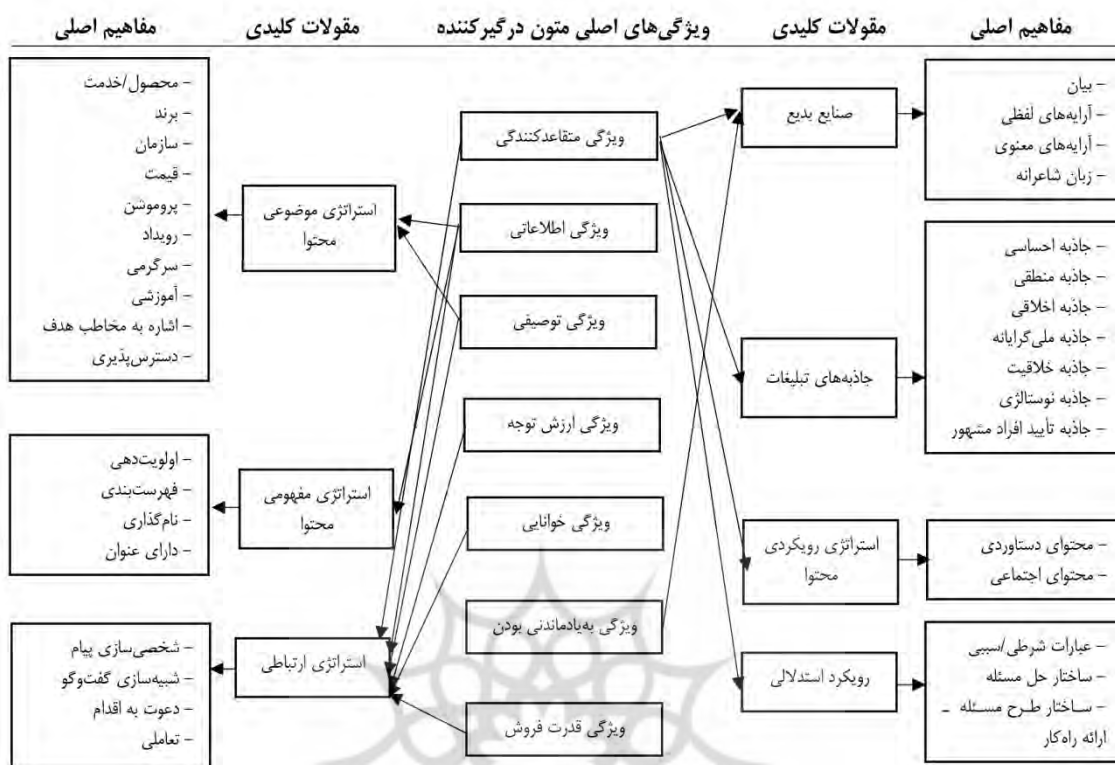 مفاهیم اصلی
مقولات کلیدی
ویژگی‌های اصلی متون درگیرکننده
مقولات کلیدی
مفاهیم اصلی
– بیان
– آرایه‌های لفظی
– آرایه‌های معنوی
– زبان شاعرانه
صنایع بدیع
– جاذبه احساسی
– جاذبه منطقی
– جاذبه اخلاقی
– جاذبه ملی‌گرایانه
– جاذبه خلاقیت
– جاذبه نوستالژی
– جاذبه تأیید افراد مشهور
جاذبه‌های تبلیغات
– محتوای دستاوردی
– محتوای اجتماعی
استراتژی رویکردی
محتوا
– عبارات شرطی/سببی
– ساختار حل مسئله
– ساختار طرح مسئله –
ارائه راه‌کار
رویکرد استدلالی
ویژگی متقاعدکنندگی
ویژگی اطلاعاتی
ویژگی توصیفی
ویژگی ارزش توجه
ویژگی خوانایی
ویژگی به‌یادماندنی بودن
ویژگی قدرت فروش
استراتژی موضوعی
محتوا
– محصول/خدمت
– برند
– سازمان
– قیمت
– پروموشن
– رویداد
– سرگرمی
– آموزشی
– اشاره به مخاطب هدف
– دسترس‌پذیری
استراتژی مفهومی
محتوا
– اولویت‌دهی
– فهرست‌بندی
– نام‌گذاری
– دارای عنوان
استراتژی ارتباطی
– شخصی‌سازی پیام
– شبیه‌سازی گفت‌وگو
– دعوت به اقدام
– تعاملی